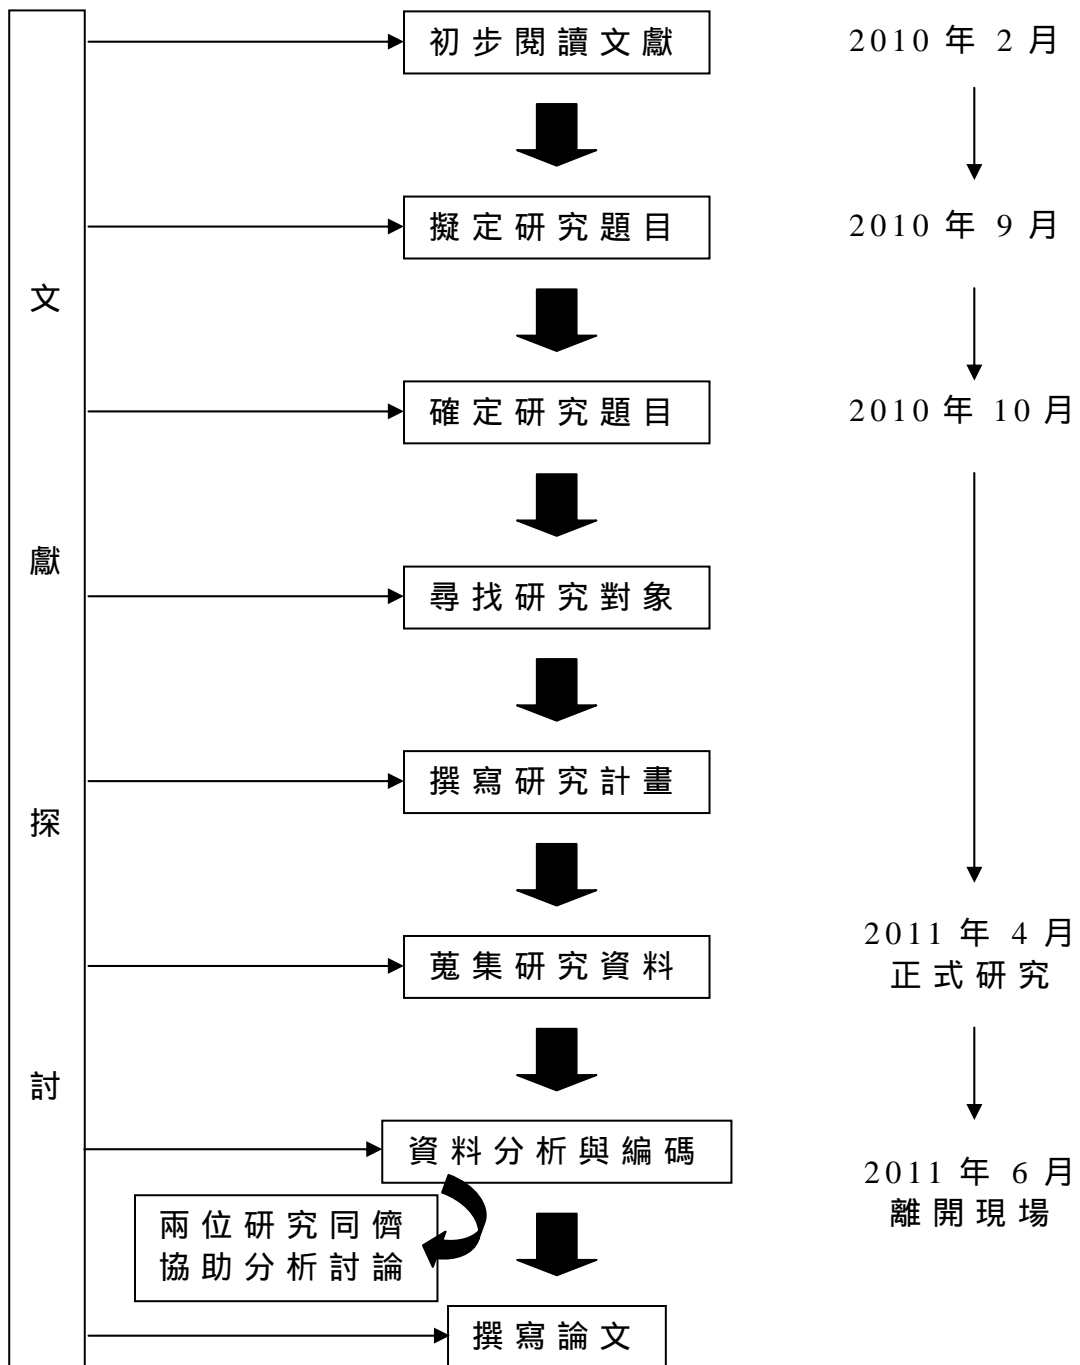 文獻探討
初步閱讀文獻
2010 年 2 月
擬定研究題目
2010 年 9 月
確定研究題目
2010 年 10 月
尋找研究對象
撰寫研究計畫
蒐集研究資料
2011 年 4 月
正式研究
資料分析與編碼
2011 年 6 月
離開現場
兩位研究同儕
協助分析討論
撰寫論文